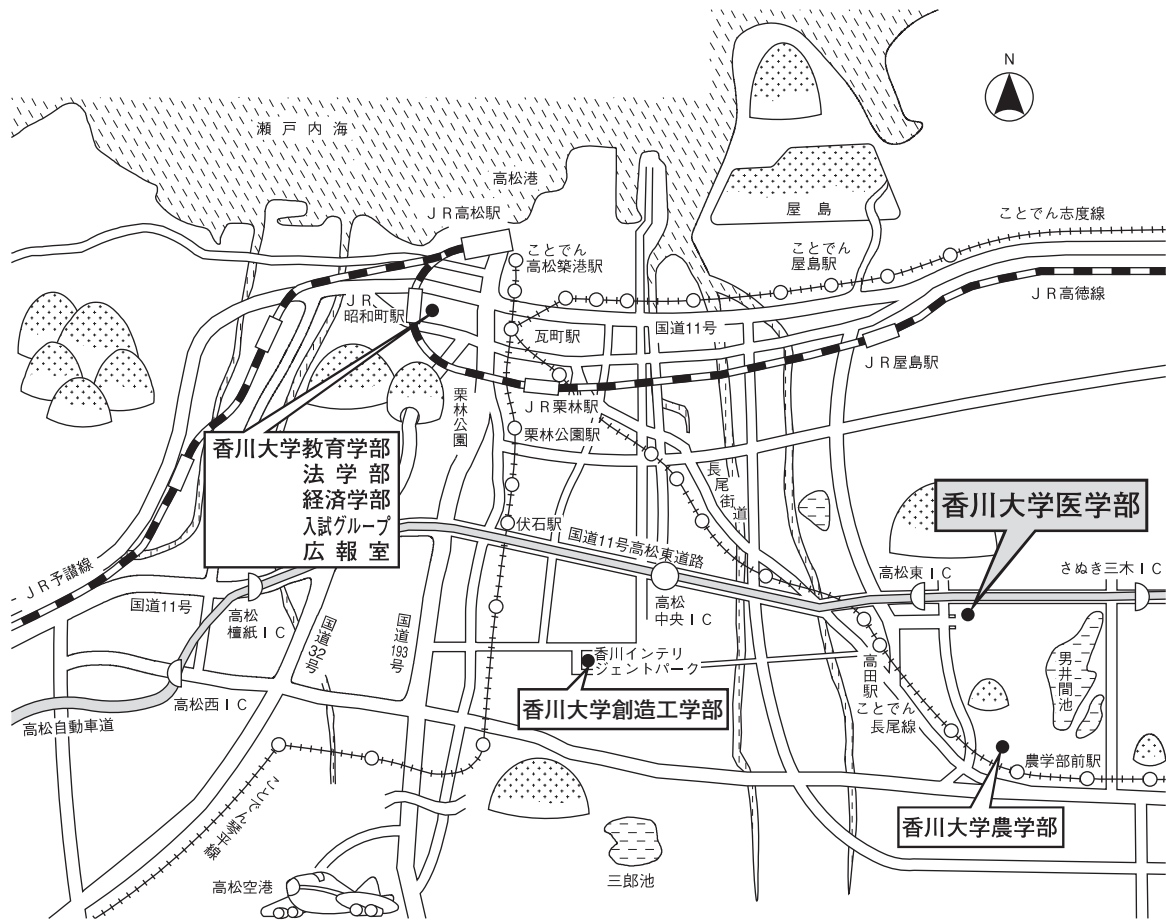 N
瀬戸内海
高松港
JR高松駅
屋島
ことでん志度線
ことでん
高松築港駅
ことでん
屋島駅
JR高徳線
JR
昭和町駅
瓦町駅
国道11号
JR屋島駅
JR栗林駅
栗林公園
栗林公園駅
香川大学教育学部
法学部
経済学部
入試グループ
広報室
長尾街道
香川大学医学部
伏石駅
国道11号高松東道路
高松東IC
さぬき三木IC
JR予讃線
国道11号
高松
檀紙IC
高松
中央IC
国道32号
国道193号
香川インテリ
ジェントパーク
高田駅
男井間池
香川大学創造工学部
高松西IC
高松自動車道
ことでん
長尾線
農学部前駅
香川大学農学部
ことでん琴平線
高松空港
三郎池